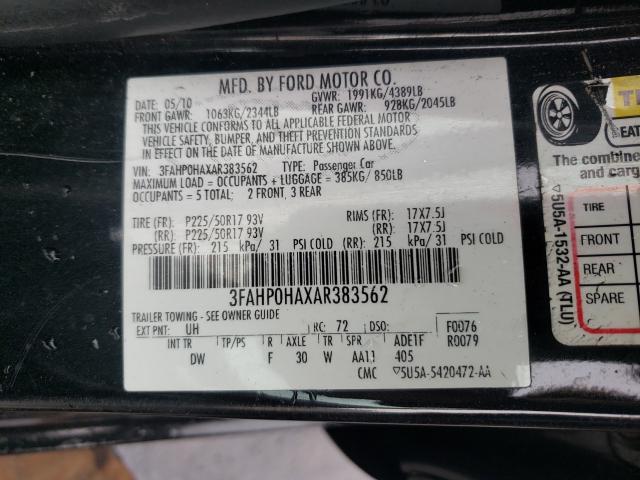 MFD. BY FORD MOTOR CO.
DATE: 05/10 GVWR: 1991KG/4389LB
FRONT GAWR: 1063KG/2344LB REAR GAWR: 928KG/2045LB
THIS VEHICLE CONFORMS TO ALL APPLICABLE FEDERAL MOTOR
VEHICLE SAFETY, BUMPER, AND THEFT PREVENTION STANDARDS
IN EFFECT ON THE DATE OF MANUFACTURE SHOWN ABOVE.
VIN: 3FAHP0HAXAR383562 TYPE: Passenger Car
MAXIMUM LOAD = OCCUPANTS + LUGGAGE = 385KG/ 850LB
OCCUPANTS = 5 TOTAL: 2 FRONT, 3 REAR
TIRE (FR): P225/50R17 93V RIMS (FR): 17X7.5J
(RR): P225/50R17 93V (RR): 17X7.5J
PRESSURE (FR): 215 kPa/ 31 PSI COLD (RR): 215 kPa/ 31 PSI COLD
3FAHP0HAXAR383562
TRAILER TOWING - SEE OWNER GUIDE
EXT PNT: UH RC: 72 DSO: F0076
INT TR TP/PS R AXLE TR SPR ADE1F R0079
DW F 30 W AA11 405
CMC ▽5U5A-5420472-AA
EAT
The combine
and carg
TIRE
FRONT
REAR
SPARE
▽5U5A-1532-AA (TLU)